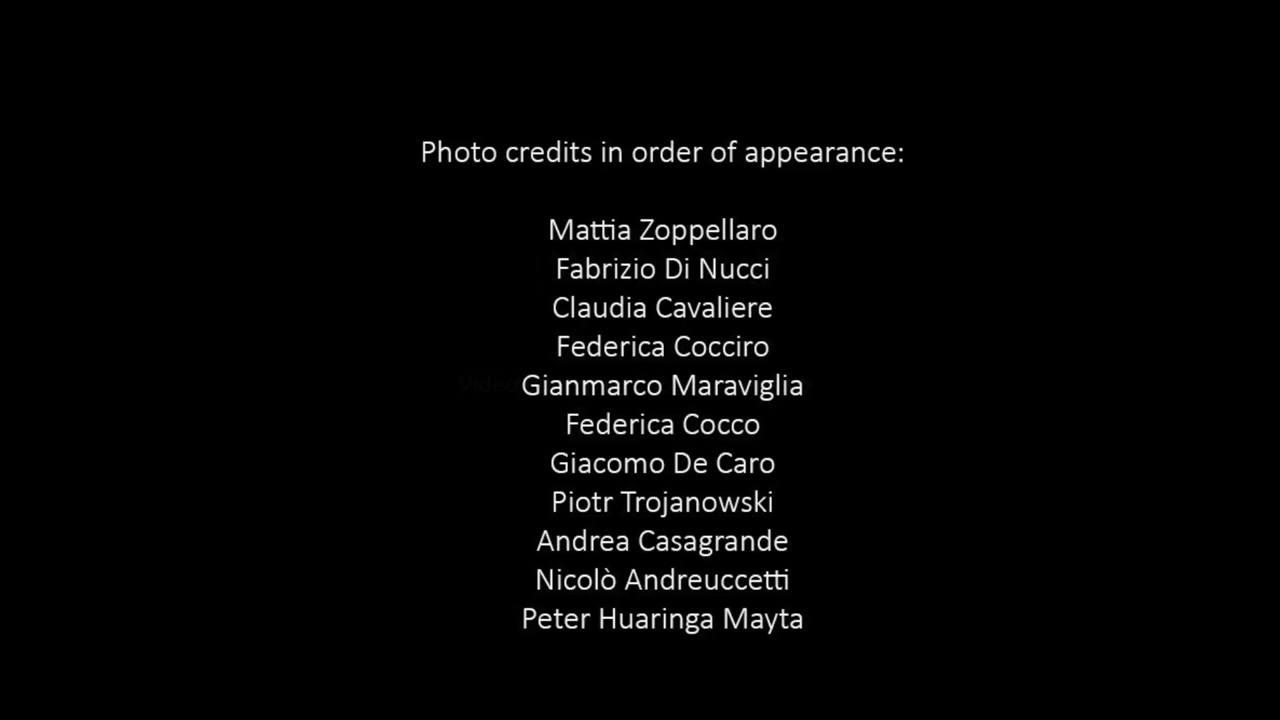 Photo credits in order of appearance:
Mattia Zoppellaro
Fabrizio Di Nucci
Claudia Cavaliere
Federica Cocciro
Gianmarco Maraviglia
Federica Cocco
Giacomo De Caro
Piotr Trojanowski
Andrea Casagrande
Nicolò Andreuccetti
Peter Huaringa Mayta